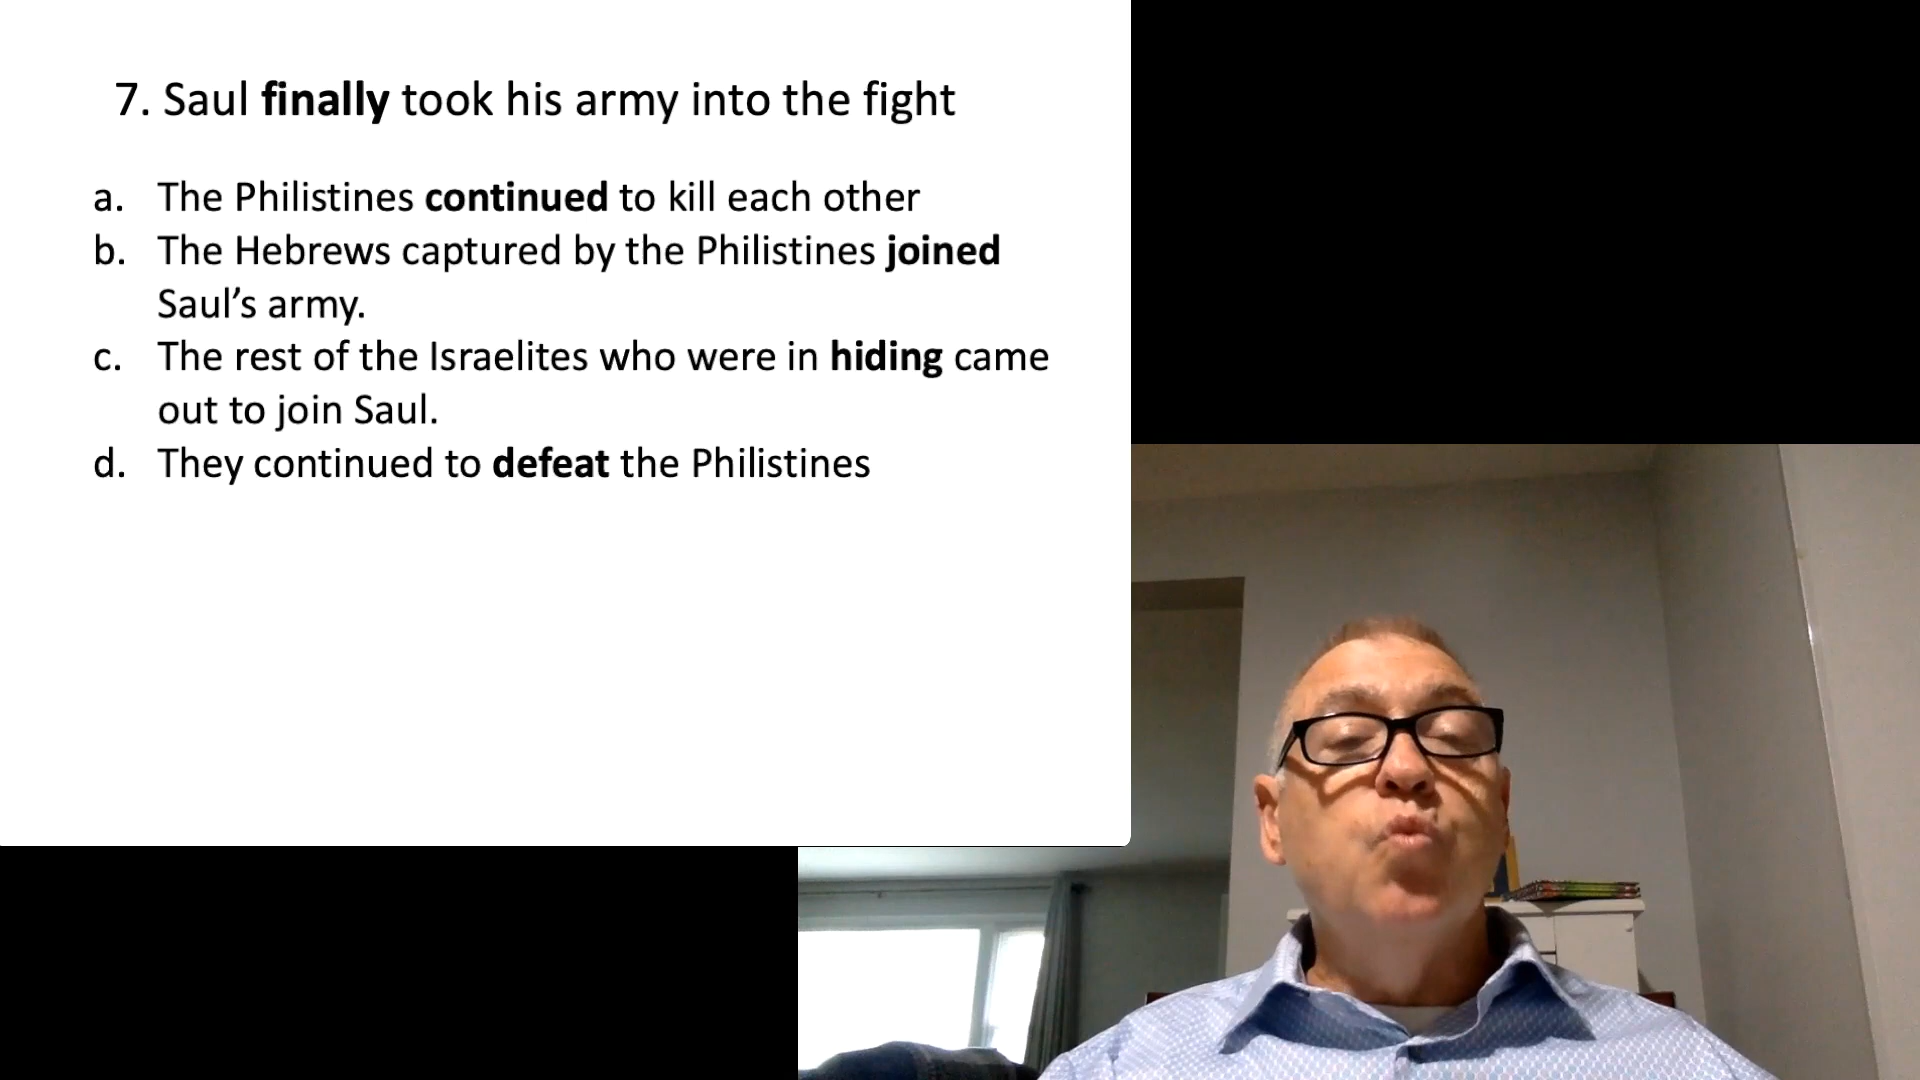 7. Saul finally took his army into the fight
a. The Philistines continued to kill each other
b. The Hebrews captured by the Philistines joined
Saul’s army.
c. The rest of the Israelites who were in hiding came
out to join Saul.
d. They continued to defeat the Philistines